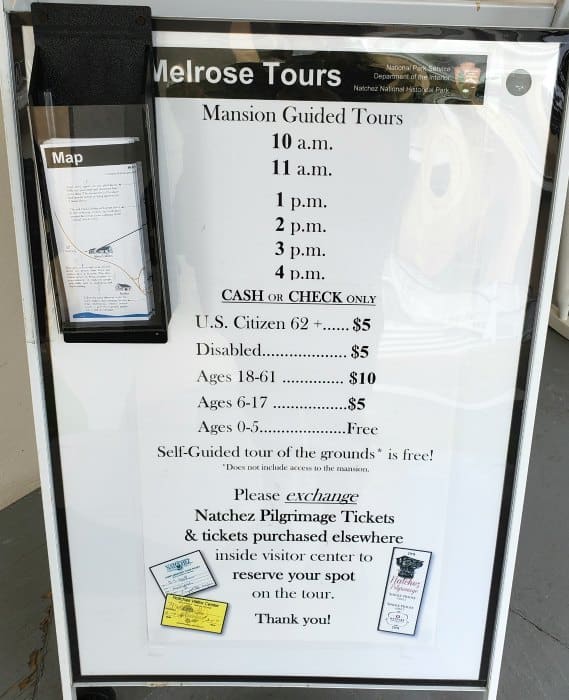 Melrose Tours
National Park Service
Department of the Interior
Natchez National Historical Park
Map
Mansion Guided Tours
10 a.m.
11 a.m.
1 p.m.
2 p.m.
3 p.m.
4 p.m.
CASH OR CHECK ONLY
U.S. Citizen 62 +...... $5
Disabled.................... $5
Ages 18-61 .............. $10
Ages 6-17 .................$5
Ages 0-5....................Free
Self-Guided tour of the grounds* is free!
*Does not include access to the mansion.
Please exchange
Natchez Pilgrimage Tickets
& tickets purchased elsewhere
inside visitor center to
reserve your spot
on the tour.
Thank you!
NATCHEZ
Natchez Visitor Center
Natchez
Pilgrimage